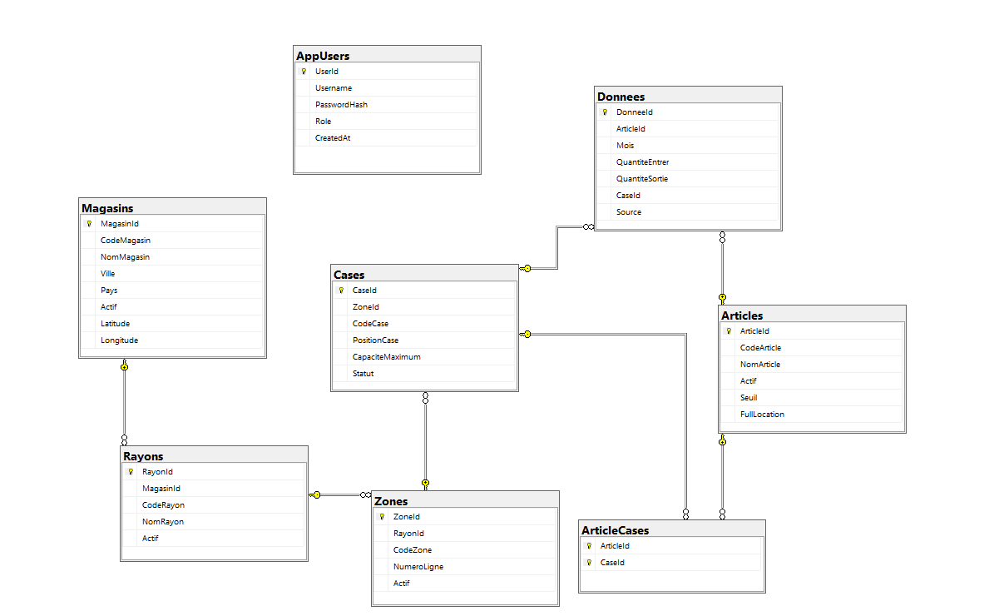 AppUsers
UserId
Username
PasswordHash
Role
CreatedAt
Donnees
DonneeId
ArticleId
Mois
QuantiteEntrer
QuantiteSortie
CaseId
Source
Magasins
MagasinId
CodeMagasin
NomMagasin
Ville
Pays
Actif
Latitude
Longitude
Cases
CaseId
ZoneId
CodeCase
PositionCase
CapaciteMaximum
Statut
Articles
ArticleId
CodeArticle
NomArticle
Actif
Seuil
FullLocation
Rayons
RayonId
MagasinId
CodeRayon
NomRayon
Actif
Zones
ZoneId
RayonId
CodeZone
NumeroLigne
Actif
ArticleCases
ArticleId
CaseId